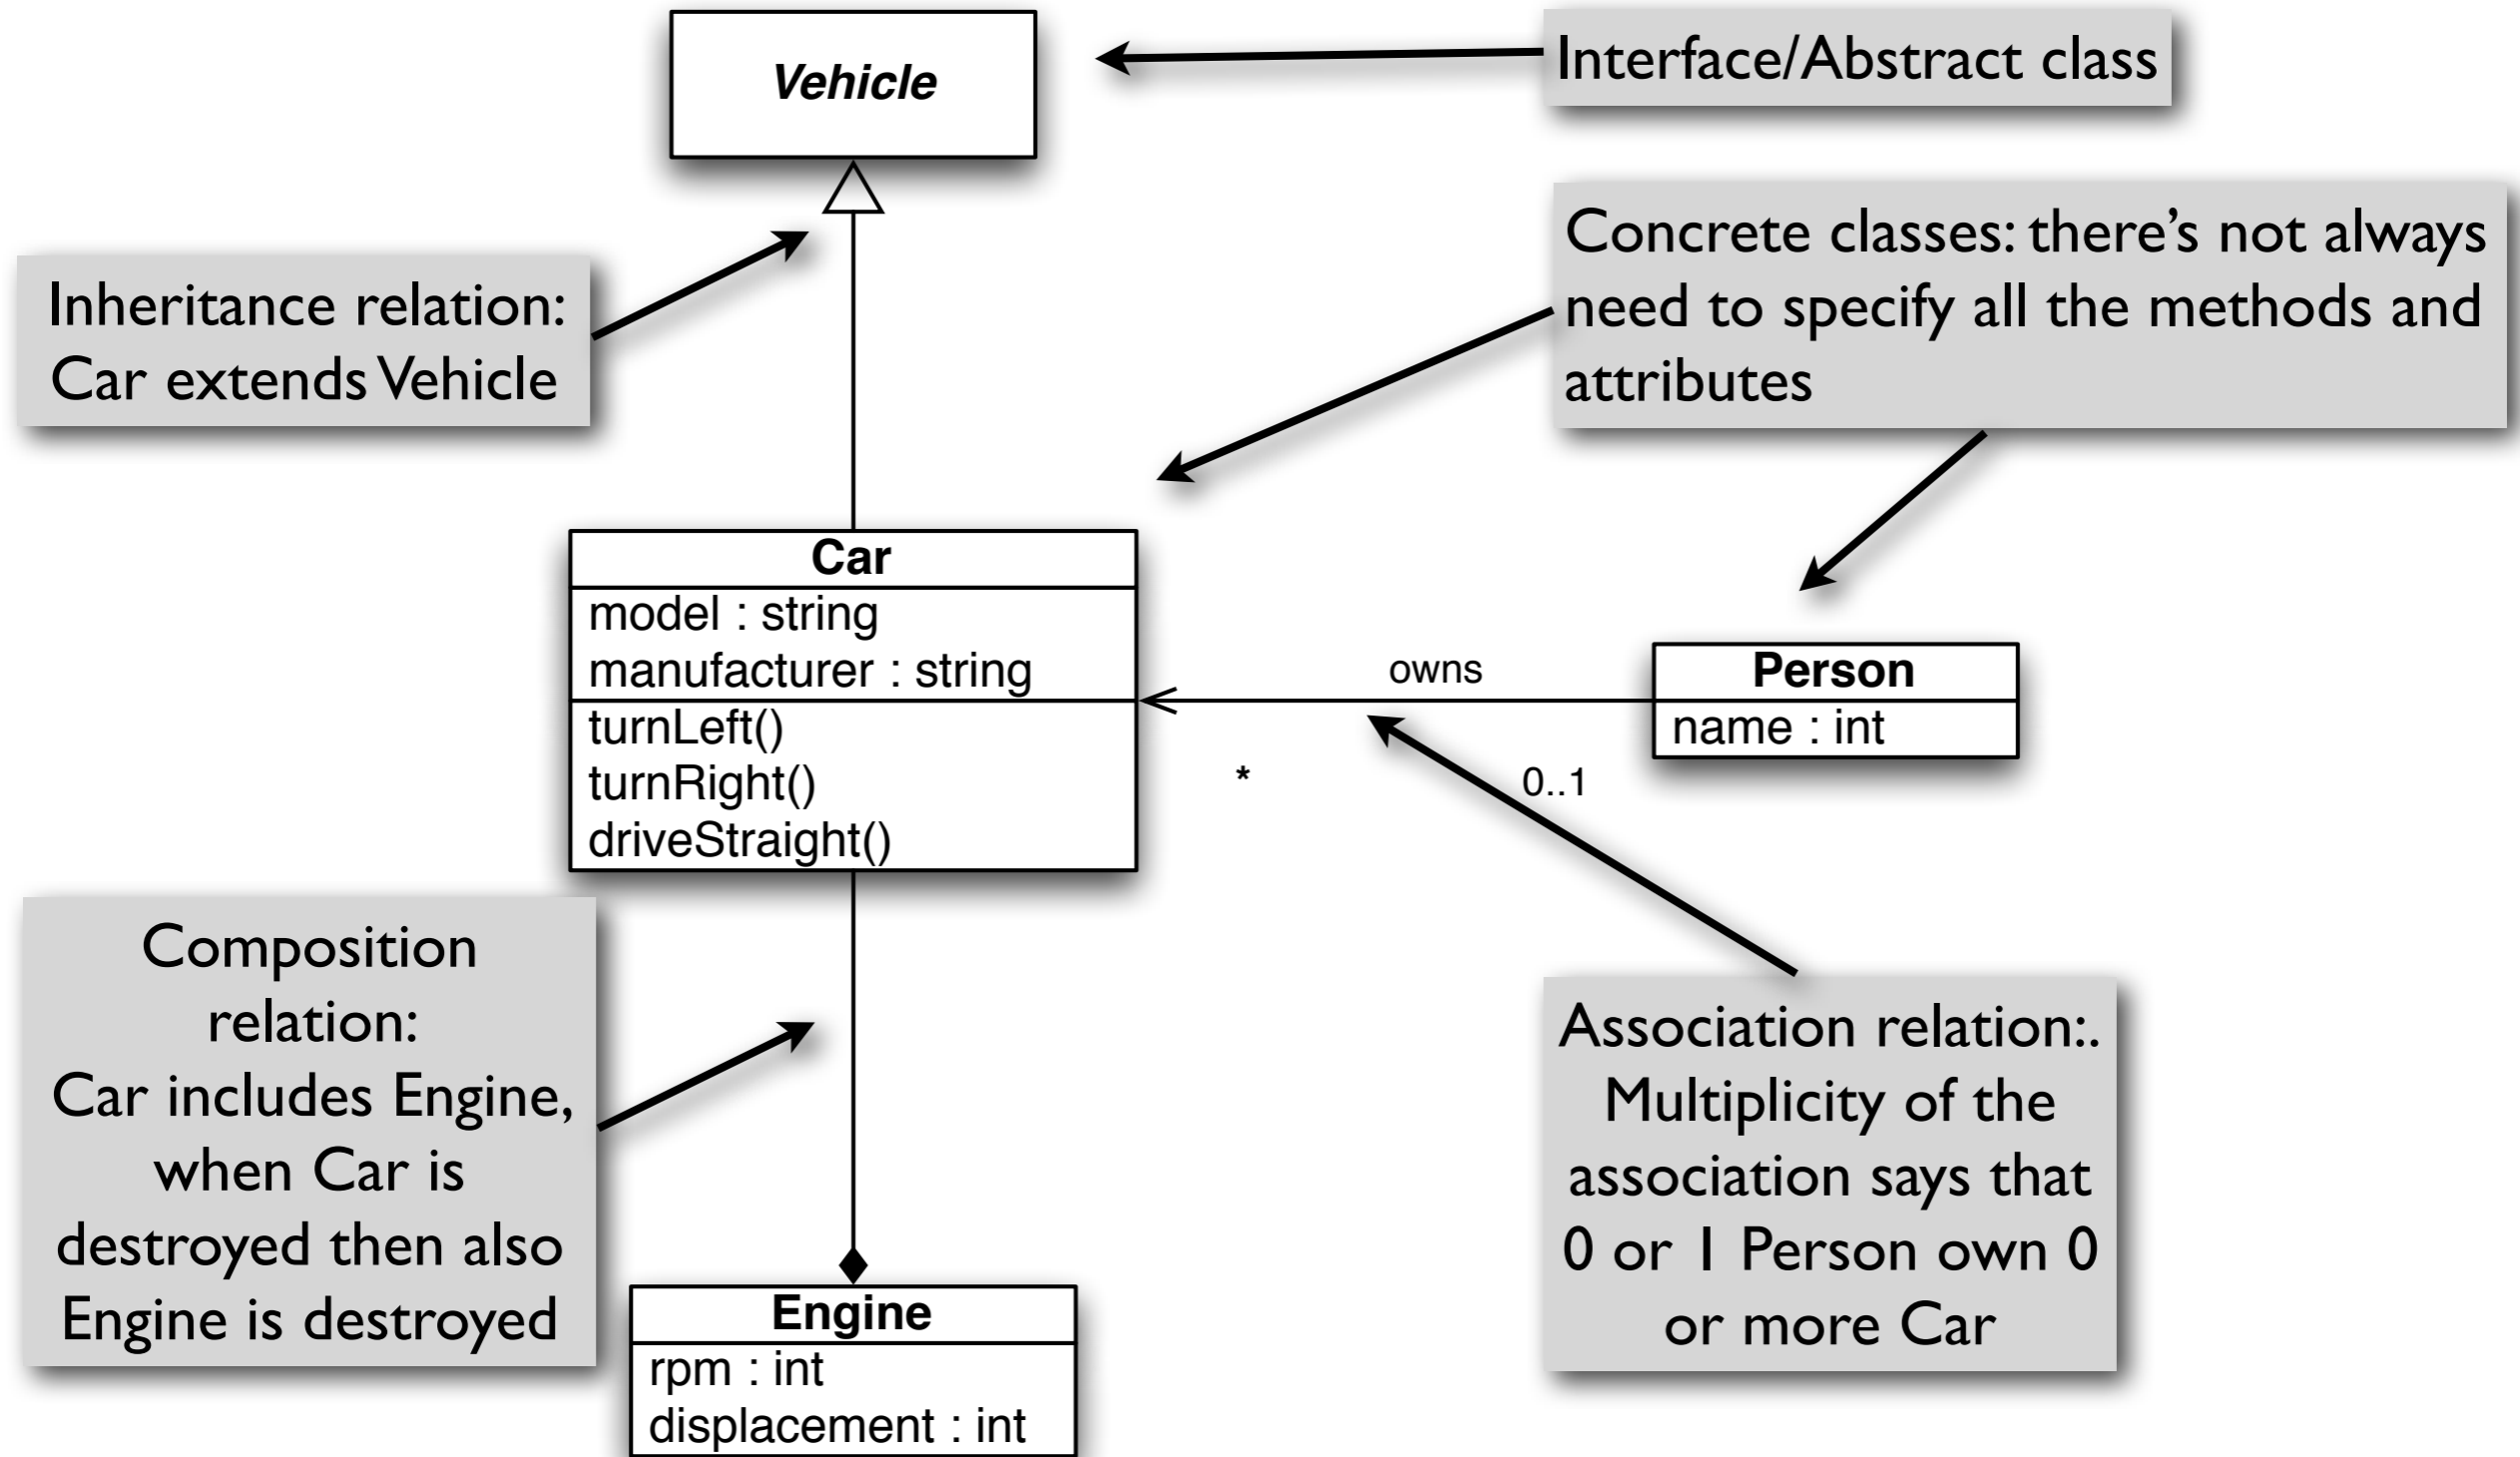 Vehicle
Interface/Abstract class
Inheritance relation:
Car extends Vehicle
Concrete classes: there’s not always
need to specify all the methods and
attributes
Car
model : string
manufacturer : string
turnLeft()
turnRight()
driveStraight()
owns
*
0..1
Person
name : int
Composition
relation:
Car includes Engine,
when Car is
destroyed then also
Engine is destroyed
Association relation:.
Multiplicity of the
association says that
0 or 1 Person own 0
or more Car
Engine
rpm : int
displacement : int